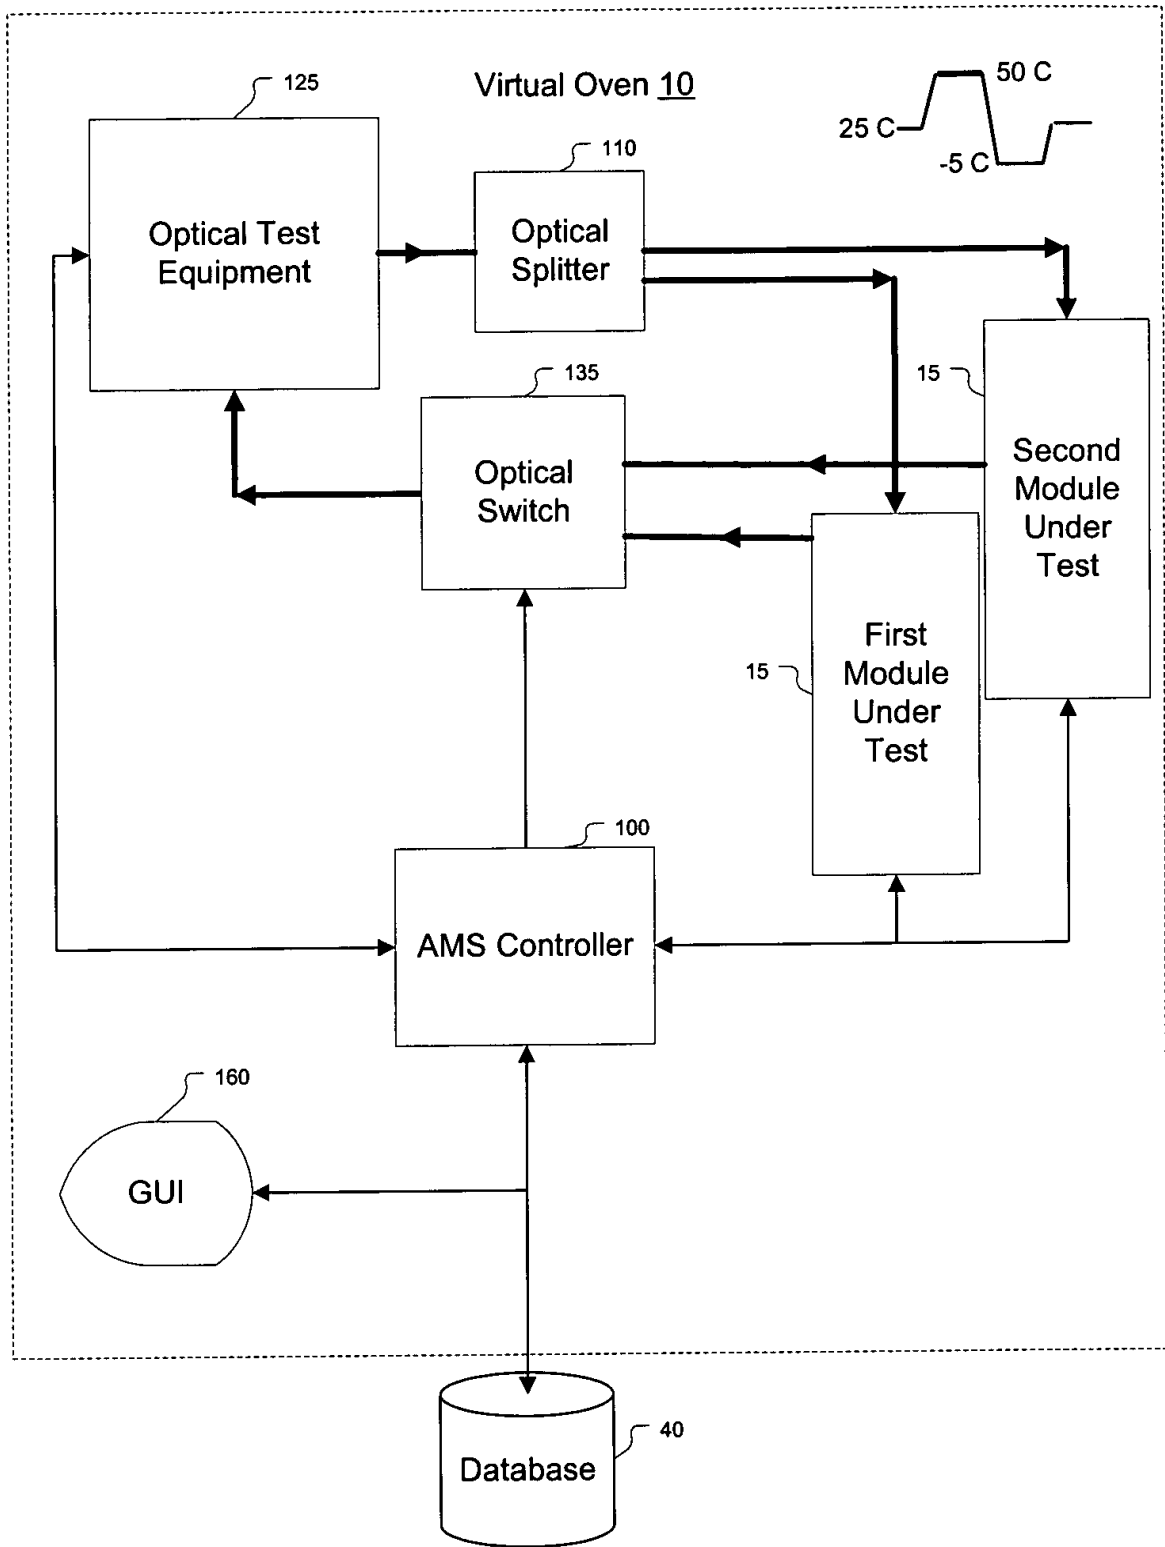 125
Virtual Oven 10
50 C
25 C
-5 C
110
Optical Test
Equipment
Optical
Splitter
135
15
Optical
Switch
Second
Module
Under
Test
15
First
Module
Under
Test
100
AMS Controller
160
GUI
40
Database